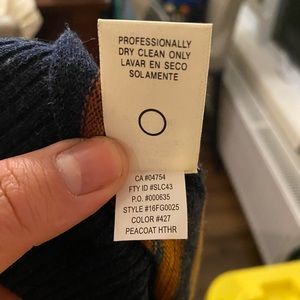 PROFESSIONALLY
DRY CLEAN ONLY
LAVAR EN SECO
SOLAMENTE
CA #04754
FTY ID #SLC43
P.O. #000635
STYLE #16FG0025
COLOR #427
PEACOAT HTHR